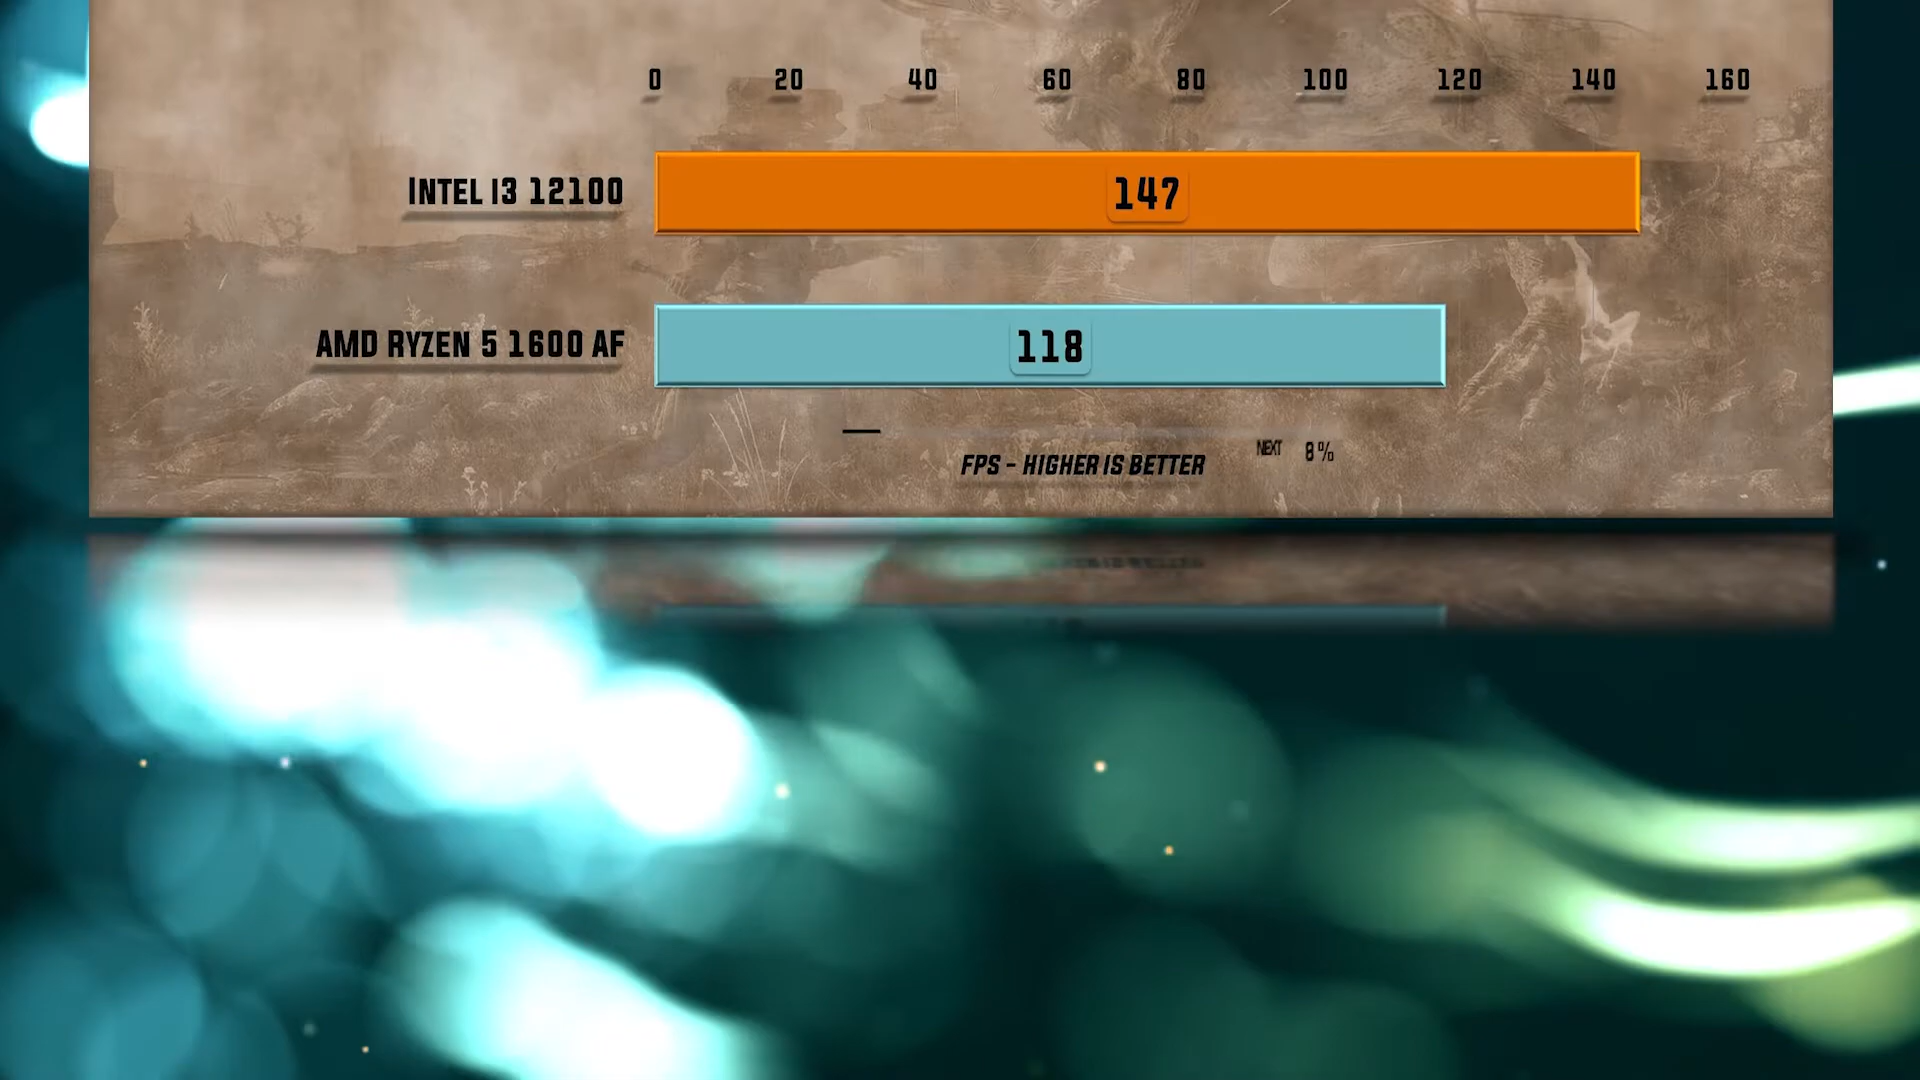 0 20 40 60 80 100 120 140 160
INTEL I3 12100 147
AMD RYZEN 5 1600 AF 118
NEXT 8%
FPS - HIGHER IS BETTER